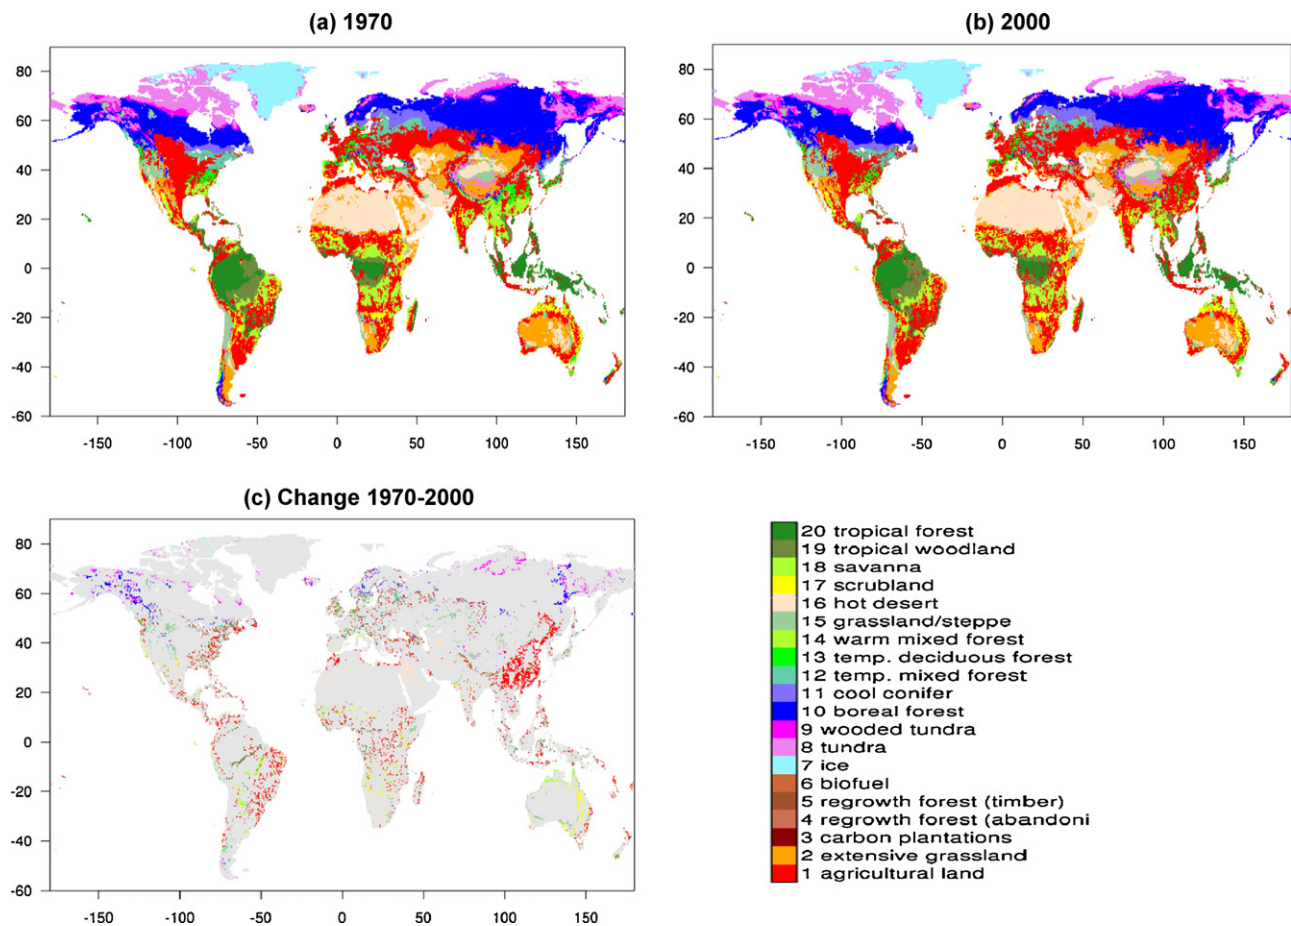 (a) 1970
(b) 2000
80
60
40
20
0
-20
-40
-60
-150 -100 -50 0 50 100 150
80
60
40
20
0
-20
-40
-60
-150 -100 -50 0 50 100 150
(c) Change 1970-2000
80
60
40
20
0
-20
-40
-60
-150 -100 -50 0 50 100 150
20 tropical forest
19 tropical woodland
18 savanna
17 scrubland
16 hot desert
15 grassland/steppe
14 warm mixed forest
13 temp. deciduous forest
12 temp. mixed forest
11 cool conifer
10 boreal forest
9 wooded tundra
8 tundra
7 ice
6 biofuel
5 regrowth forest (timber)
4 regrowth forest (abandoni
3 carbon plantations
2 extensive grassland
1 agricultural land